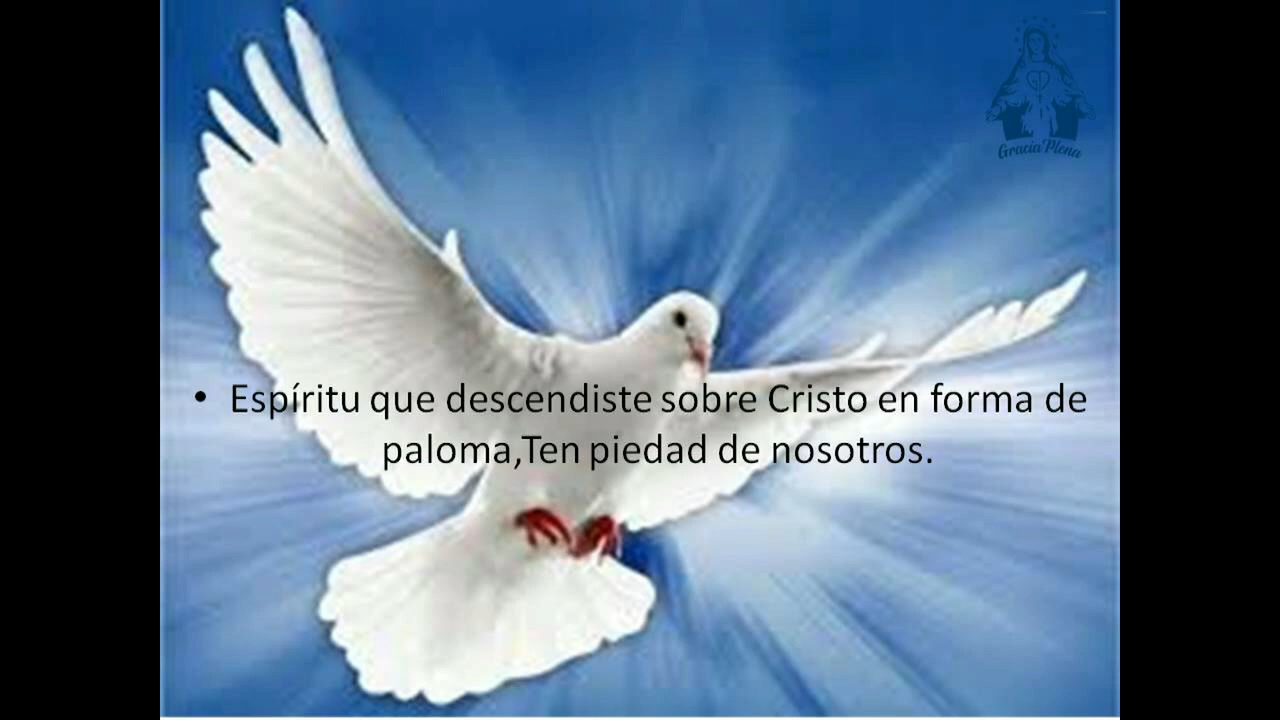 Gracia Plena
• Espíritu que descendiste sobre Cristo en forma de
paloma,Ten piedad de nosotros.